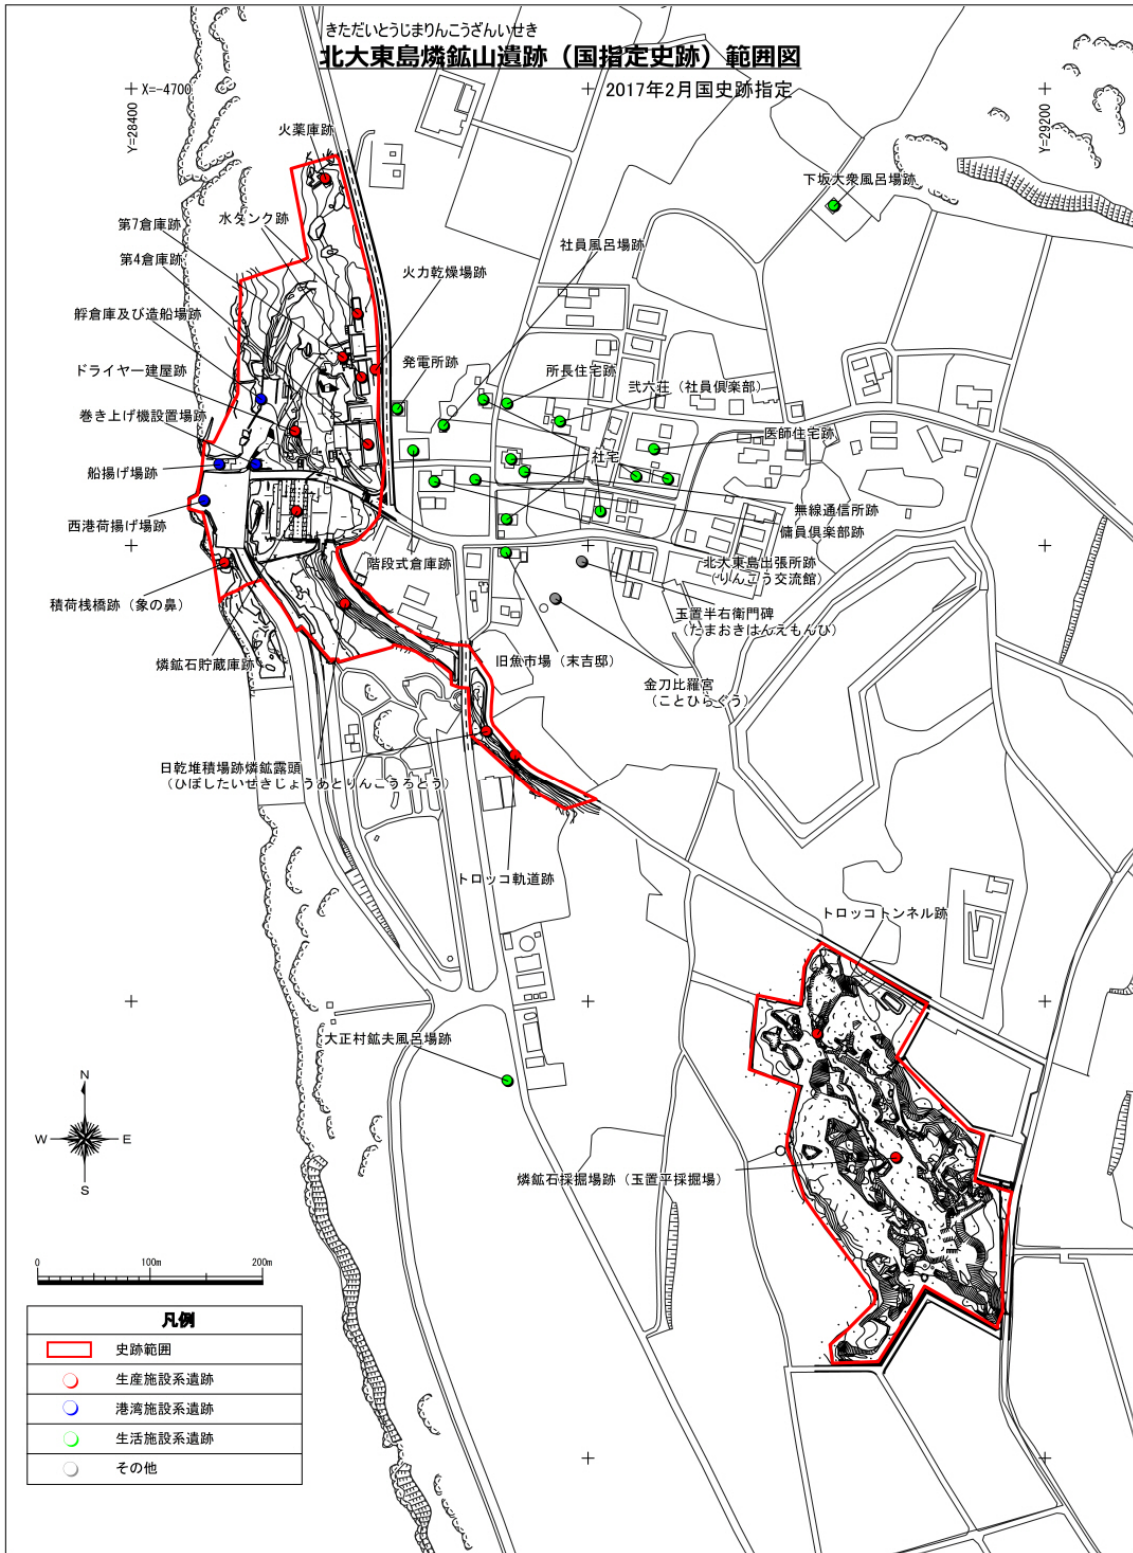 きただいとうじまりんこうざんいせき
北大東島燐鉱山遺跡（国指定史跡）範囲図
2017年2月国史跡指定
X=-4700
Y=28400
Y=29200
火薬庫跡
下坂大衆風呂場跡
水タンク跡
第7倉庫跡
社員風呂場跡
第4倉庫跡
火力乾燥場跡
艀倉庫及び造船場跡
発電所跡
所長住宅跡
ドライヤー建屋跡
弐六荘（社員倶楽部）
巻き上げ機設置場跡
医師住宅跡
社宅
船揚げ場跡
無線通信所跡
西港荷揚げ場跡
傭員倶楽部跡
階段式倉庫跡
北大東島出張所跡
（りんこう交流館）
積荷桟橋跡（象の鼻）
玉置半右衛門碑
（たまおきはんえもんひ）
燐鉱石貯蔵庫跡
旧魚市場（末吉邸）
金刀比羅宮
（ことひらぐう）
日乾堆積場跡燐鉱露頭
（ひぼしたいせきじょうあとりんこうろとう）
トロッコ軌道跡
トロッコトンネル跡
大正村鉱夫風呂場跡
燐鉱石採掘場跡（玉置平採掘場）
N
W
E
S
0
100m
200m
凡例
史跡範囲
生産施設系遺跡
港湾施設系遺跡
生活施設系遺跡
その他